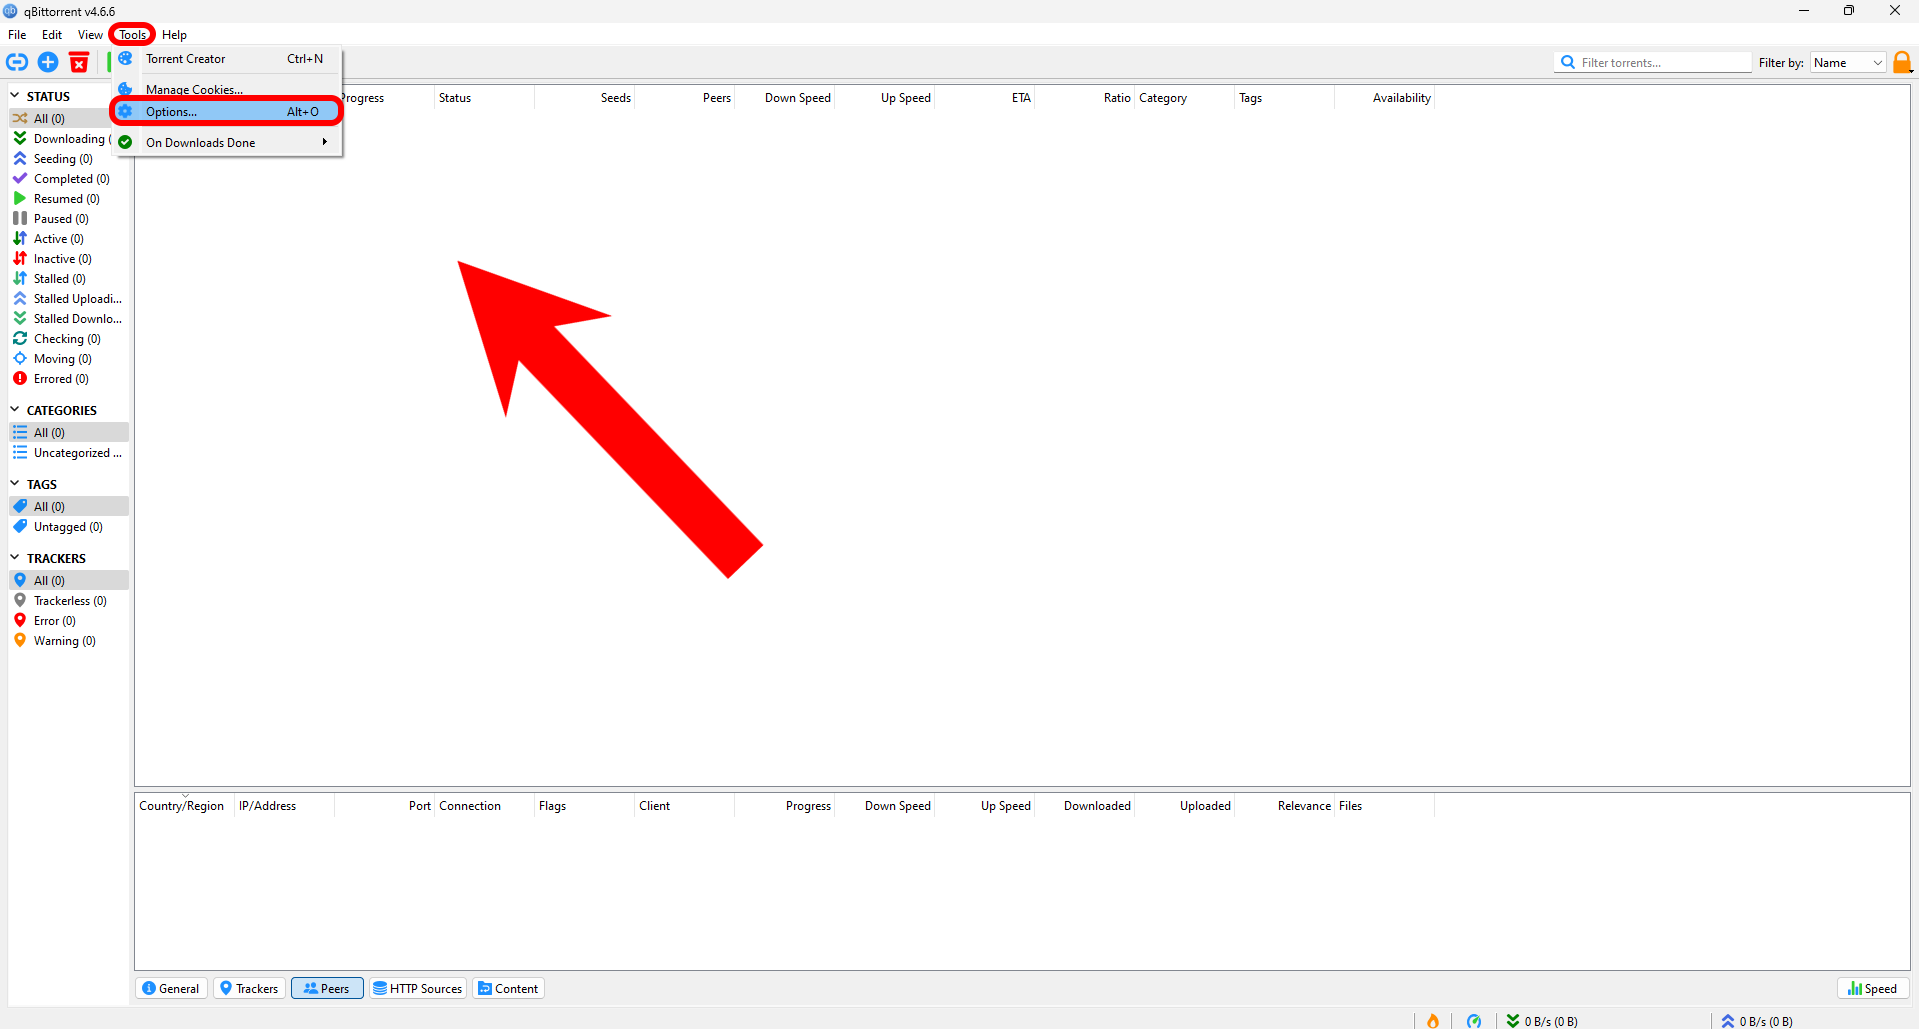 qBittorrent v4.6.6
File Edit View Tools Help
Torrent Creator Ctrl+N
Manage Cookies...
Options... Alt+O
On Downloads Done
Filter torrents...
Filter by: Name
Progress Status Seeds Peers Down Speed Up Speed ETA Ratio Category Tags Availability
STATUS
All (0)
Downloading (
Seeding (0)
Completed (0)
Resumed (0)
Paused (0)
Active (0)
Inactive (0)
Stalled (0)
Stalled Uploadi...
Stalled Downlo...
Checking (0)
Moving (0)
Errored (0)
CATEGORIES
All (0)
Uncategorized ...
TAGS
All (0)
Untagged (0)
TRACKERS
All (0)
Trackerless (0)
Error (0)
Warning (0)
Country/Region IP/Address Port Connection Flags Client Progress Down Speed Up Speed Downloaded Uploaded Relevance Files
General Trackers Peers HTTP Sources Content Speed
0 B/s (0 B) 0 B/s (0 B)